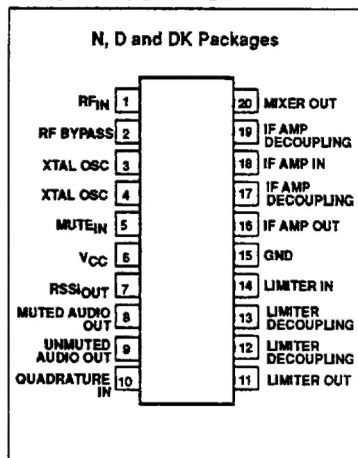 N, D and DK Packages
RFIN 1
RF BYPASS 2
XTAL OSC 3
XTAL OSC 4
MUTEIN 5
VCC 6
RSSIOUT 7
MUTED AUDIO
OUT 8
UNMUTED
AUDIO OUT 9
QUADRATURE
IN 10
20 MIXER OUT
19 IF AMP
DECOUPLING
18 IF AMP IN
17 IF AMP
DECOUPLING
16 IF AMP OUT
15 GND
14 LIMITER IN
13 LIMITER
DECOUPLING
12 LIMITER
DECOUPLING
11 LIMITER OUT